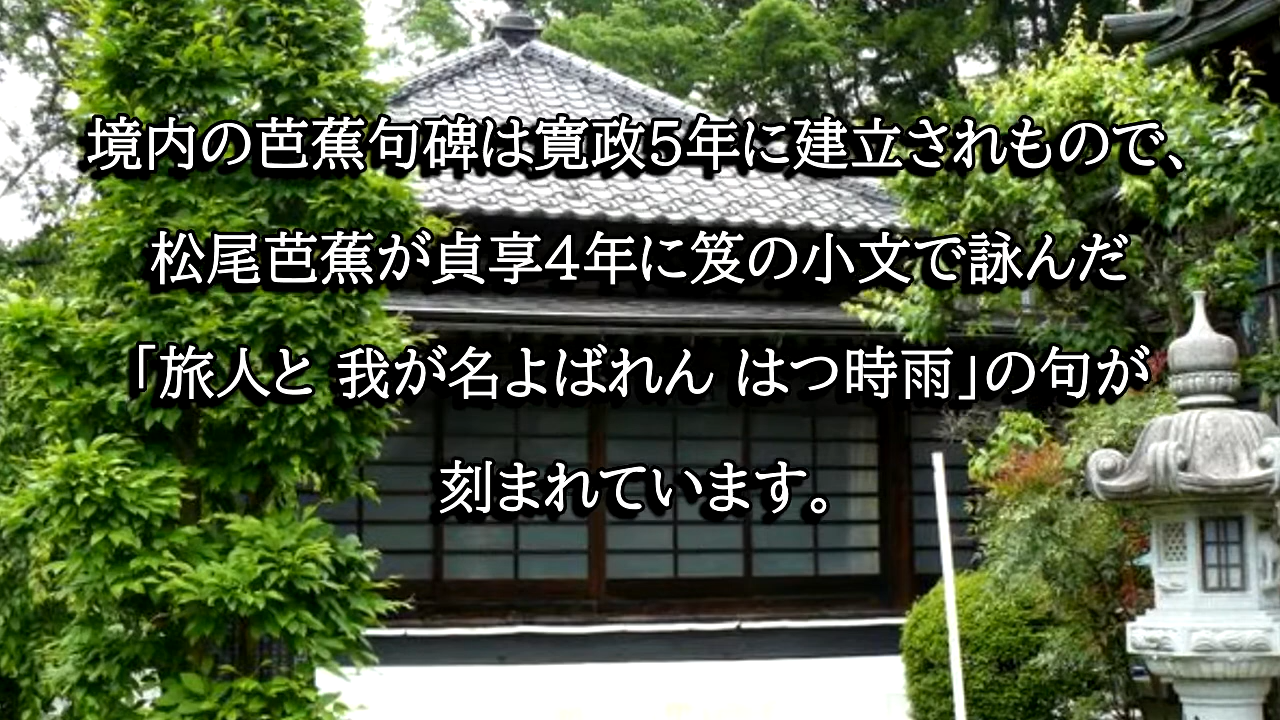 境内の芭蕉句碑は寛政5年に建立されもので、
松尾芭蕉が貞享4年に笈の小文で詠んだ
「旅人と 我が名よばれん はつ時雨」の句が
刻まれています。